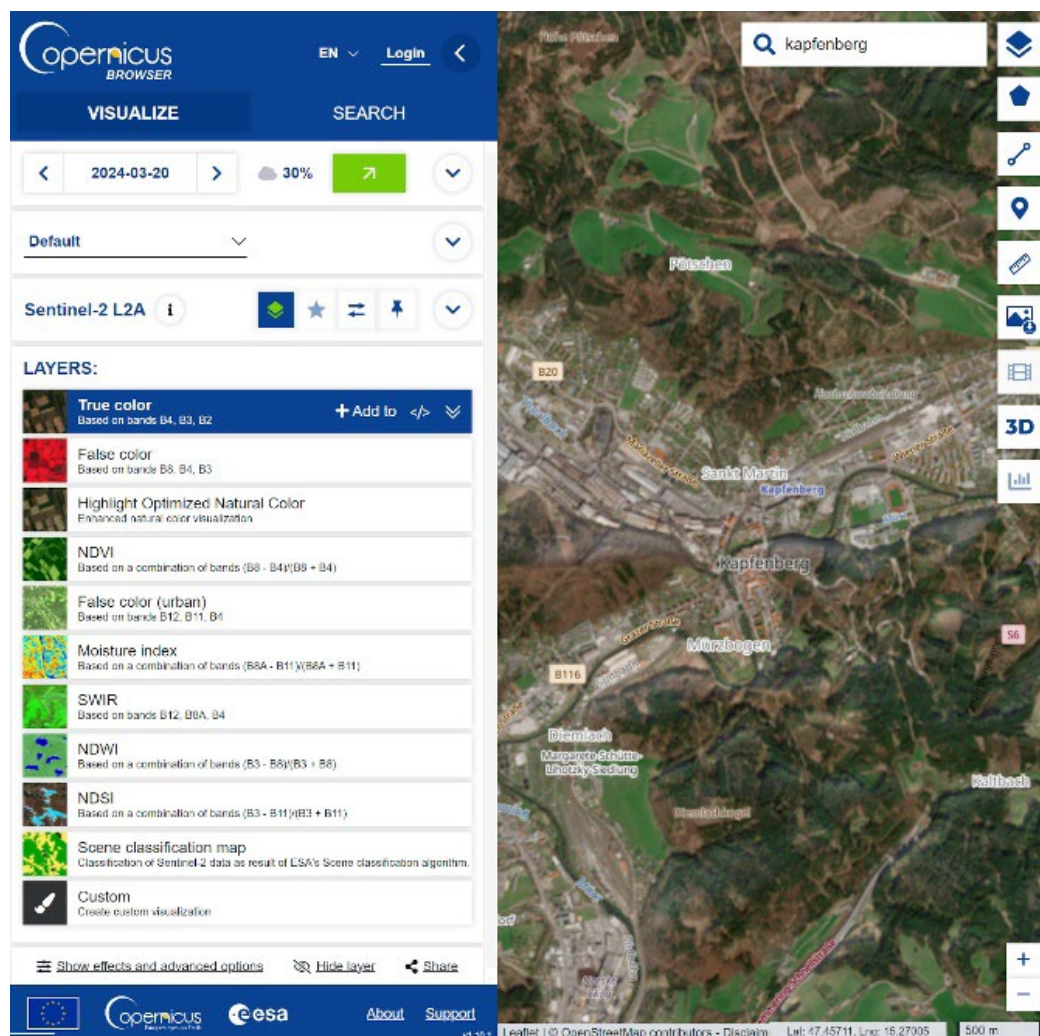 Copernicus
BROWSER
EN
Login
VISUALIZE
SEARCH
2024-03-20
30%
Default
Sentinel-2 L2A
i
LAYERS:
True color
Based on bands B4, B3, B2
+ Add to </>
False color
Based on bands B8, B4, B3
Highlight Optimized Natural Color
Enhanced natural color visualization
NDVI
Based on a combination of bands (B8 - B4)/(B8 + B4)
False color (urban)
Based on bands B12, B11, B4
Moisture index
Based on a combination of bands (B8A - B11)/(B8A + B11)
SWIR
Based on bands B12, B8A, B4
NDWI
Based on a combination of bands (B3 - B8)/(B3 + B8)
NDSI
Based on a combination of bands (B3 - B11)/(B3 + B11)
Scene classification map
Classification of Sentinel-2 data as result of ESA's Scene classification algorithm.
Custom
Create custom visualization
Show effects and advanced options
Hide layer
Share
Copernicus
esa
About
Support
kapfenberg
3D
Pötschen
B20
Mariazeller Straße
Sankt Martin
Kapfenberg
Wiener Straße
Kapfenberg
Grazer Straße
Mürzbogen
S6
B116
Diemlach
Margarete-Schütte-
Lihotzky-Siedlung
Diemlachkogel
Kaltbach
+
−
Leaflet | © OpenStreetMap contributors - Disclaim
Lat: 47.45711, Lng: 15.27005
500 m